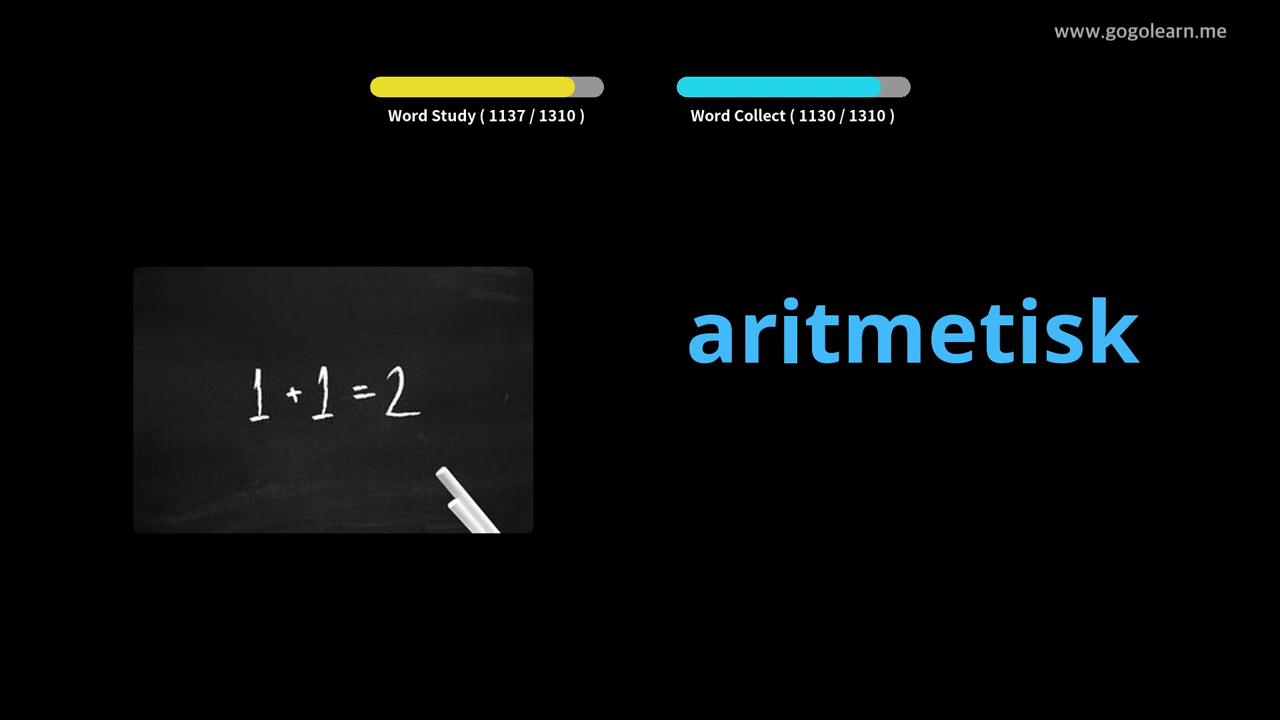 www.gogolearn.me
Word Study ( 1137 / 1310 )
Word Collect ( 1130 / 1310 )
aritmetisk
1 + 1 = 2